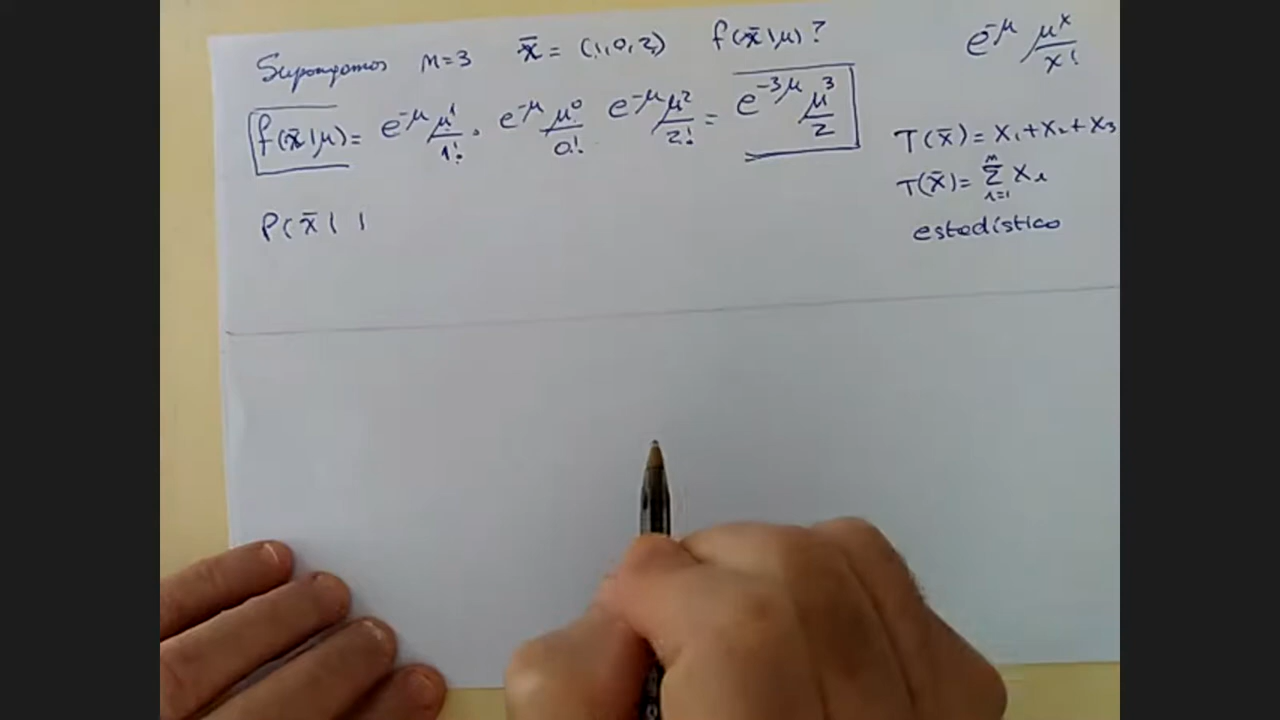 Supongamos n=3 x̄ = (1,0,2) f(x̄|μ)?
e^-μ μ^x/x!
f(x̄|μ)= e^-μ μ^1/1! · e^-μ μ^0/0! e^-μ μ^2/2! = e^-3μ μ^3/2
T(x̄)= x₁+x₂+x₃
T(x̄)= Σ_{i=1}^{n} x_i
estadístico
P(x̄| )